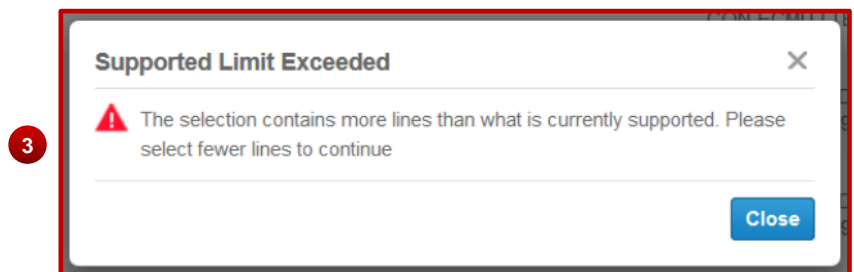 Supported Limit Exceeded
The selection contains more lines than what is currently supported. Please
select fewer lines to continue
3
Close